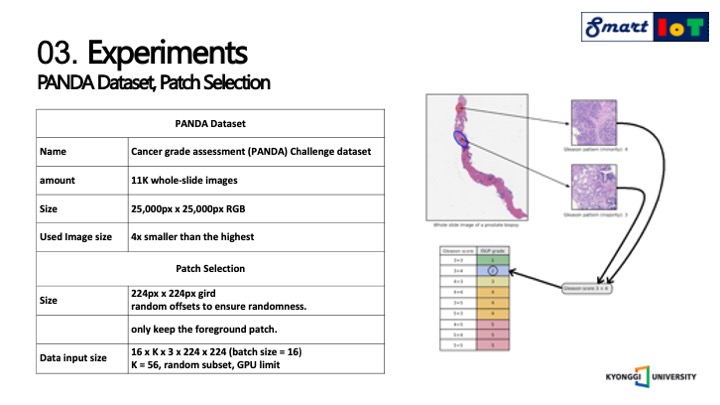 Smart IoT
03. Experiments
PANDA Dataset, Patch Selection
PANDA Dataset
Name Cancer grade assessment (PANDA) Challenge dataset
amount 11K whole-slide images
Size 25,000px x 25,000px RGB
Used Image size 4x smaller than the highest
Patch Selection
Size 224px x 224px gird
random offsets to ensure randomness.
only keep the foreground patch.
Data input size 16 x K x 3 x 224 x 224 (batch size = 16)
K = 56, random subset, GPU limit
Gleason pattern (minority): 4
Gleason pattern (majority): 3
Whole slide image of a prostate biopsy
Gleason score ISUP grade
3+3 1
3+4 2
4+3 3
4+4 4
3+5 4
5+3 4
4+5 5
5+4 5
5+5 5
Gleason score 3 + 4
KYONGGI UNIVERSITY